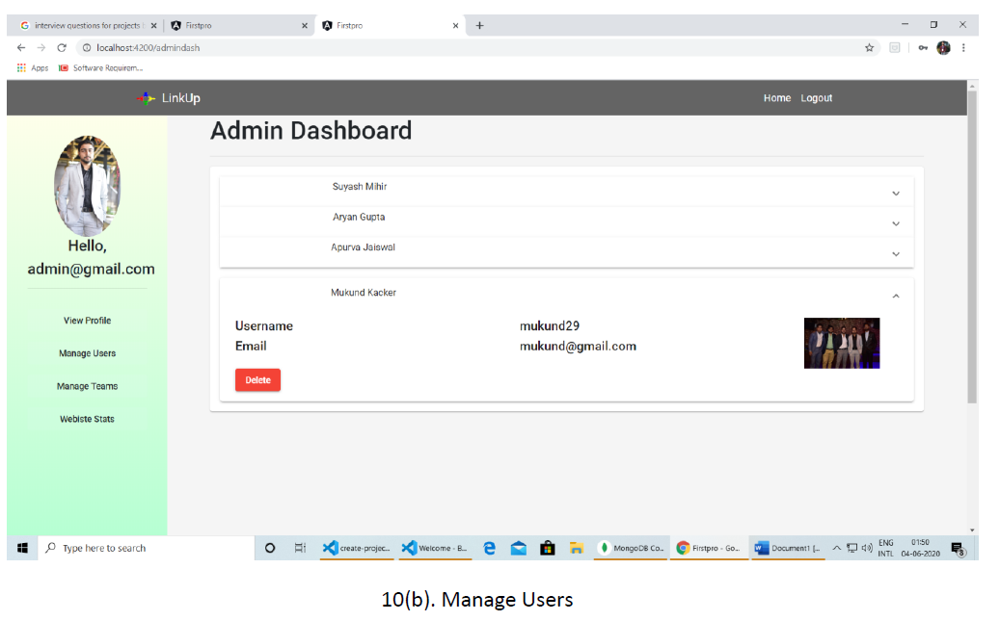 interview questions for projects
Firstpro
Firstpro
localhost:4200/admindash
Apps
Software Requirem...
LinkUp
Home
Logout
Admin Dashboard
Hello,
admin@gmail.com
View Profile
Manage Users
Manage Teams
Webiste Stats
Suyash Mihir
Aryan Gupta
Apurva Jaiswal
Mukund Kacker
Username
mukund29
Email
mukund@gmail.com
Delete
Type here to search
create-projec...
Welcome - B...
MongoDB Co...
Firstpro - Go...
Document1 [...
ENG
INTL
01:50
04-06-2020
8
10(b). Manage Users